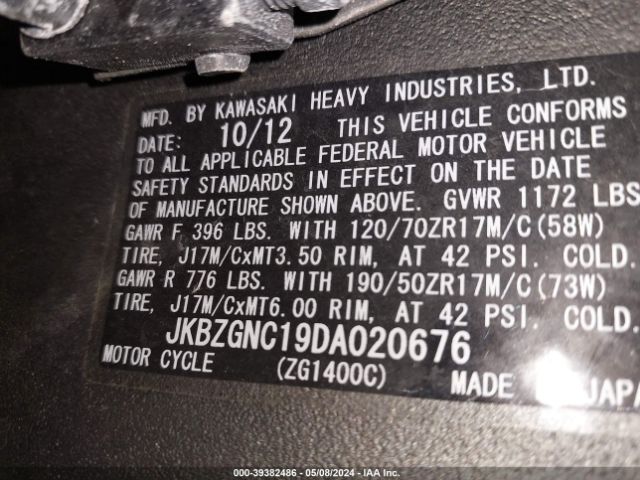 MFD. BY KAWASAKI HEAVY INDUSTRIES, LTD.
DATE: 10/12 THIS VEHICLE CONFORMS
TO ALL APPLICABLE FEDERAL MOTOR VEHICLE
SAFETY STANDARDS IN EFFECT ON THE DATE
OF MANUFACTURE SHOWN ABOVE. GVWR 1172 LBS
GAWR F 396 LBS. WITH 120/70ZR17M/C(58W)
TIRE, J17M/CxMT3.50 RIM, AT 42 PSI. COLD.
GAWR R 776 LBS. WITH 190/50ZR17M/C(73W)
TIRE, J17M/CxMT6.00 RIM, AT 42 PSI. COLD.
JKBZGNC19DA020676
MOTOR CYCLE (ZG1400C) MADE JAPA
000-39382486 - 05/08/2024 - IAA Inc.